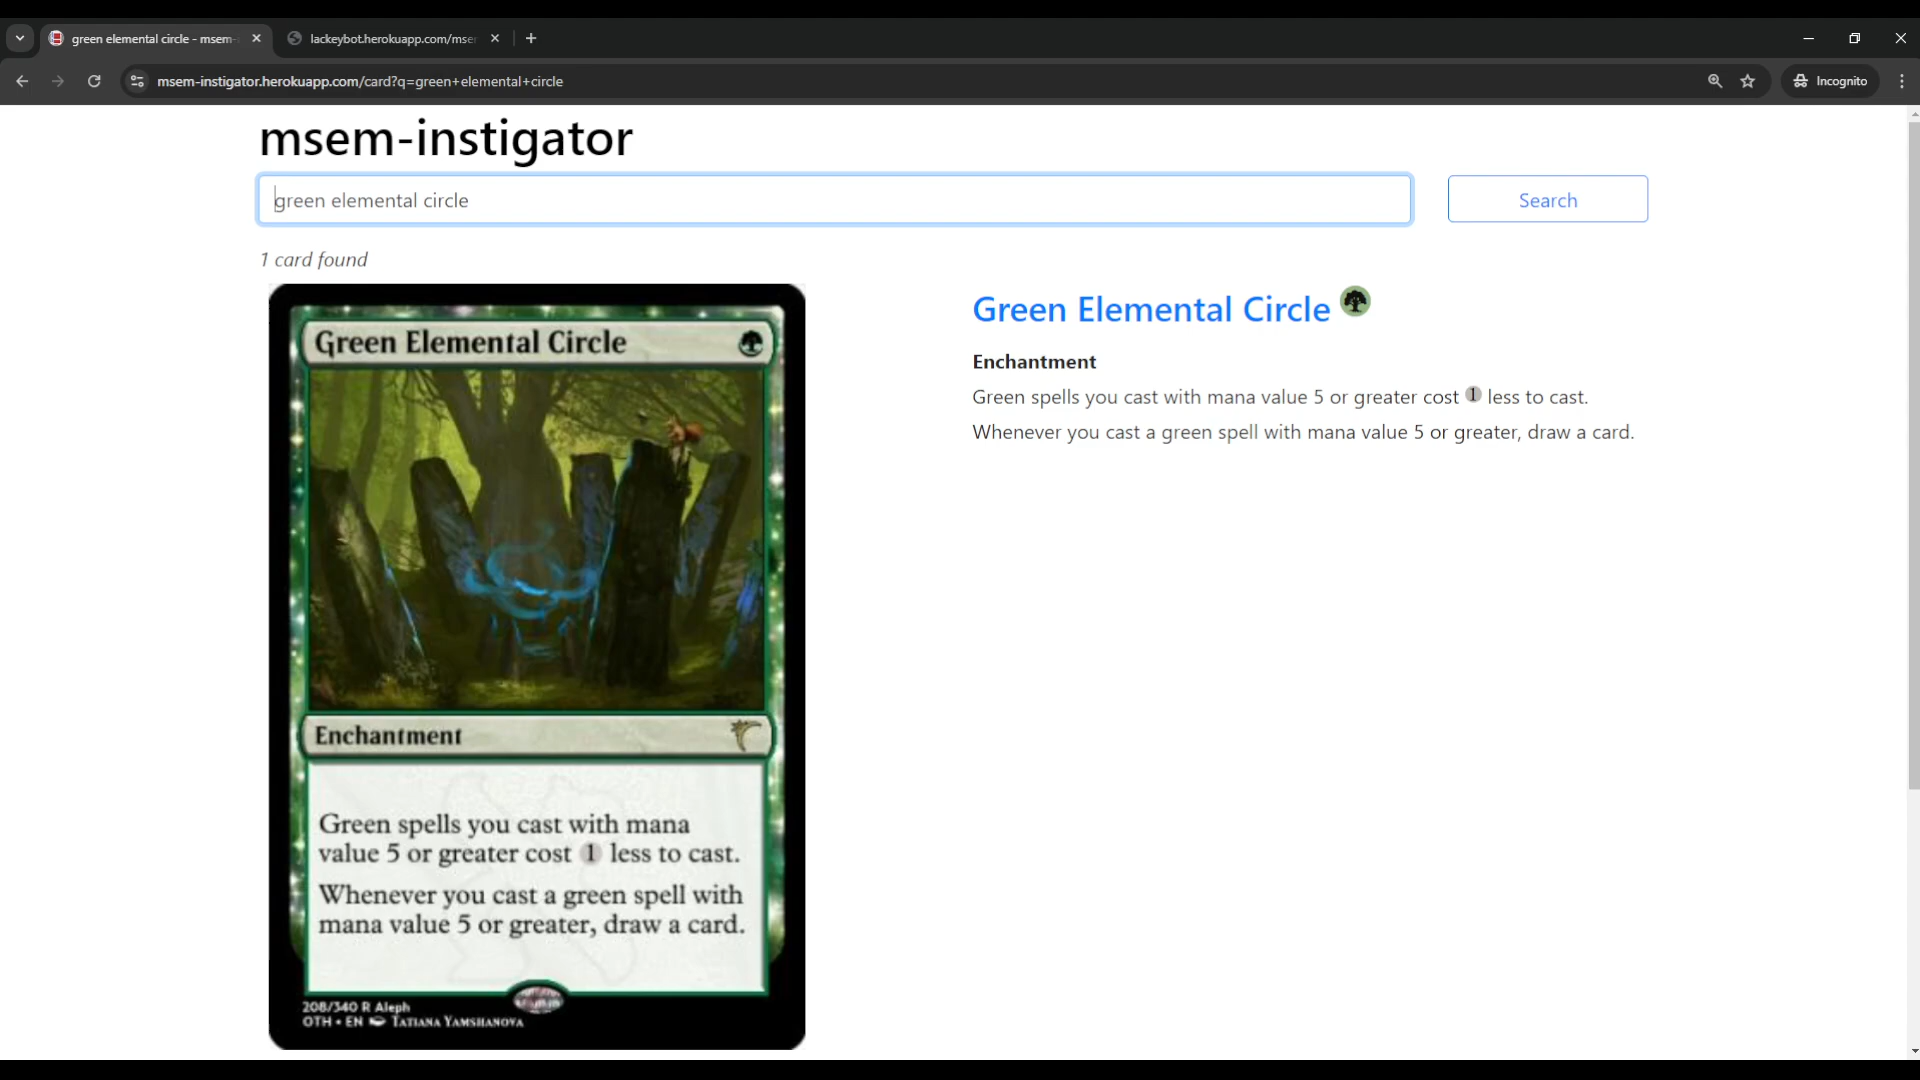 green elemental circle - msem-
lackeybot.herokuapp.com/mse
msem-instigator.herokuapp.com/card?q=green+elemental+circle
Incognito
msem-instigator
green elemental circle
Search
1 card found
Green Elemental Circle
Enchantment
Green spells you cast with mana value 5 or greater cost 1 less to cast.
Whenever you cast a green spell with mana value 5 or greater, draw a card.
Green Elemental Circle
Enchantment
Green spells you cast with mana
value 5 or greater cost 1 less to cast.
Whenever you cast a green spell with
mana value 5 or greater, draw a card.
208/340 R Aleph
OTH • EN TATIANA YAMSHANOVA